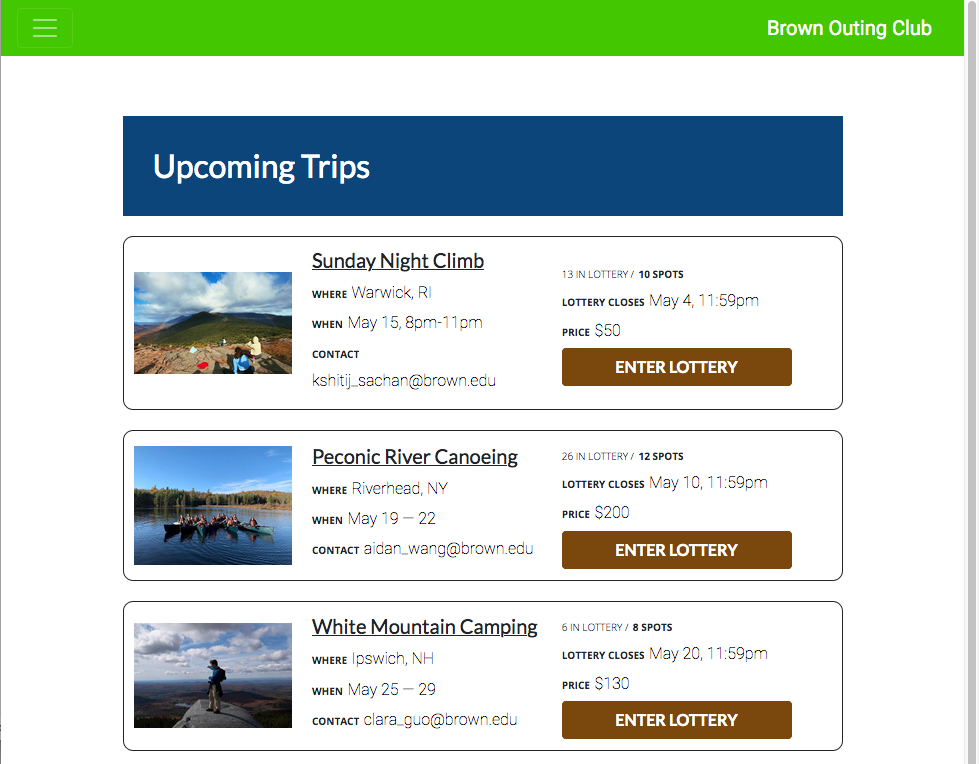 Brown Outing Club
Upcoming Trips
Sunday Night Climb
WHERE Warwick, RI
WHEN May 15, 8pm-11pm
CONTACT
kshitij_sachan@brown.edu
13 IN LOTTERY / 10 SPOTS
LOTTERY CLOSES May 4, 11:59pm
PRICE $50
ENTER LOTTERY
Peconic River Canoeing
WHERE Riverhead, NY
WHEN May 19 — 22
CONTACT aidan_wang@brown.edu
26 IN LOTTERY / 12 SPOTS
LOTTERY CLOSES May 10, 11:59pm
PRICE $200
ENTER LOTTERY
White Mountain Camping
WHERE Ipswich, NH
WHEN May 25 — 29
CONTACT clara_guo@brown.edu
6 IN LOTTERY / 8 SPOTS
LOTTERY CLOSES May 20, 11:59pm
PRICE $130
ENTER LOTTERY